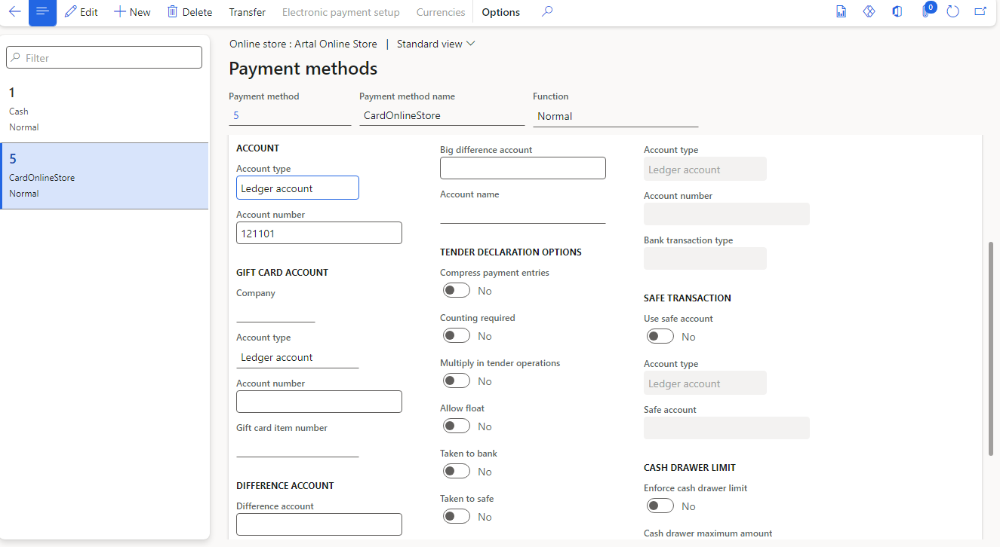 Edit
New
Delete
Transfer
Electronic payment setup
Currencies
Options
0
Filter
1
Cash
Normal
5
CardOnlineStore
Normal
Online store : Artal Online Store | Standard view
Payment methods
Payment method
5
Payment method name
CardOnlineStore
Function
Normal
ACCOUNT
Account type
Ledger account
Account number
121101
GIFT CARD ACCOUNT
Company
Account type
Ledger account
Account number
Gift card item number
DIFFERENCE ACCOUNT
Difference account
Big difference account
Account name
TENDER DECLARATION OPTIONS
Compress payment entries
No
Counting required
No
Multiply in tender operations
No
Allow float
No
Taken to bank
No
Taken to safe
No
Account type
Ledger account
Account number
Bank transaction type
SAFE TRANSACTION
Use safe account
No
Account type
Ledger account
Safe account
CASH DRAWER LIMIT
Enforce cash drawer limit
No
Cash drawer maximum amount